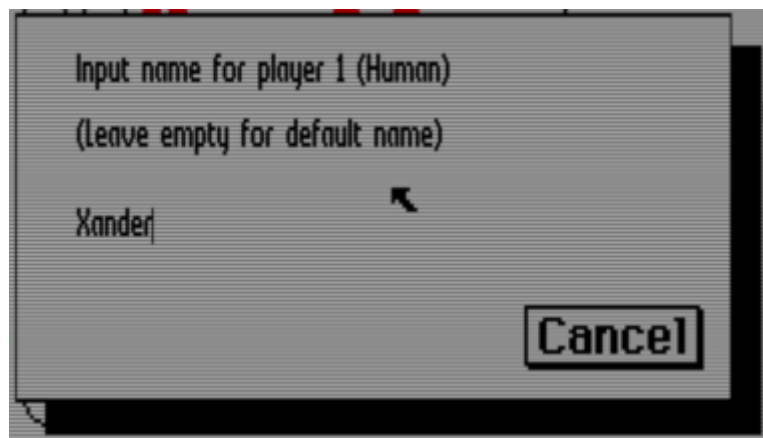 Input name for player 1 (Human)
(leave empty for default name)
Xander
Cancel